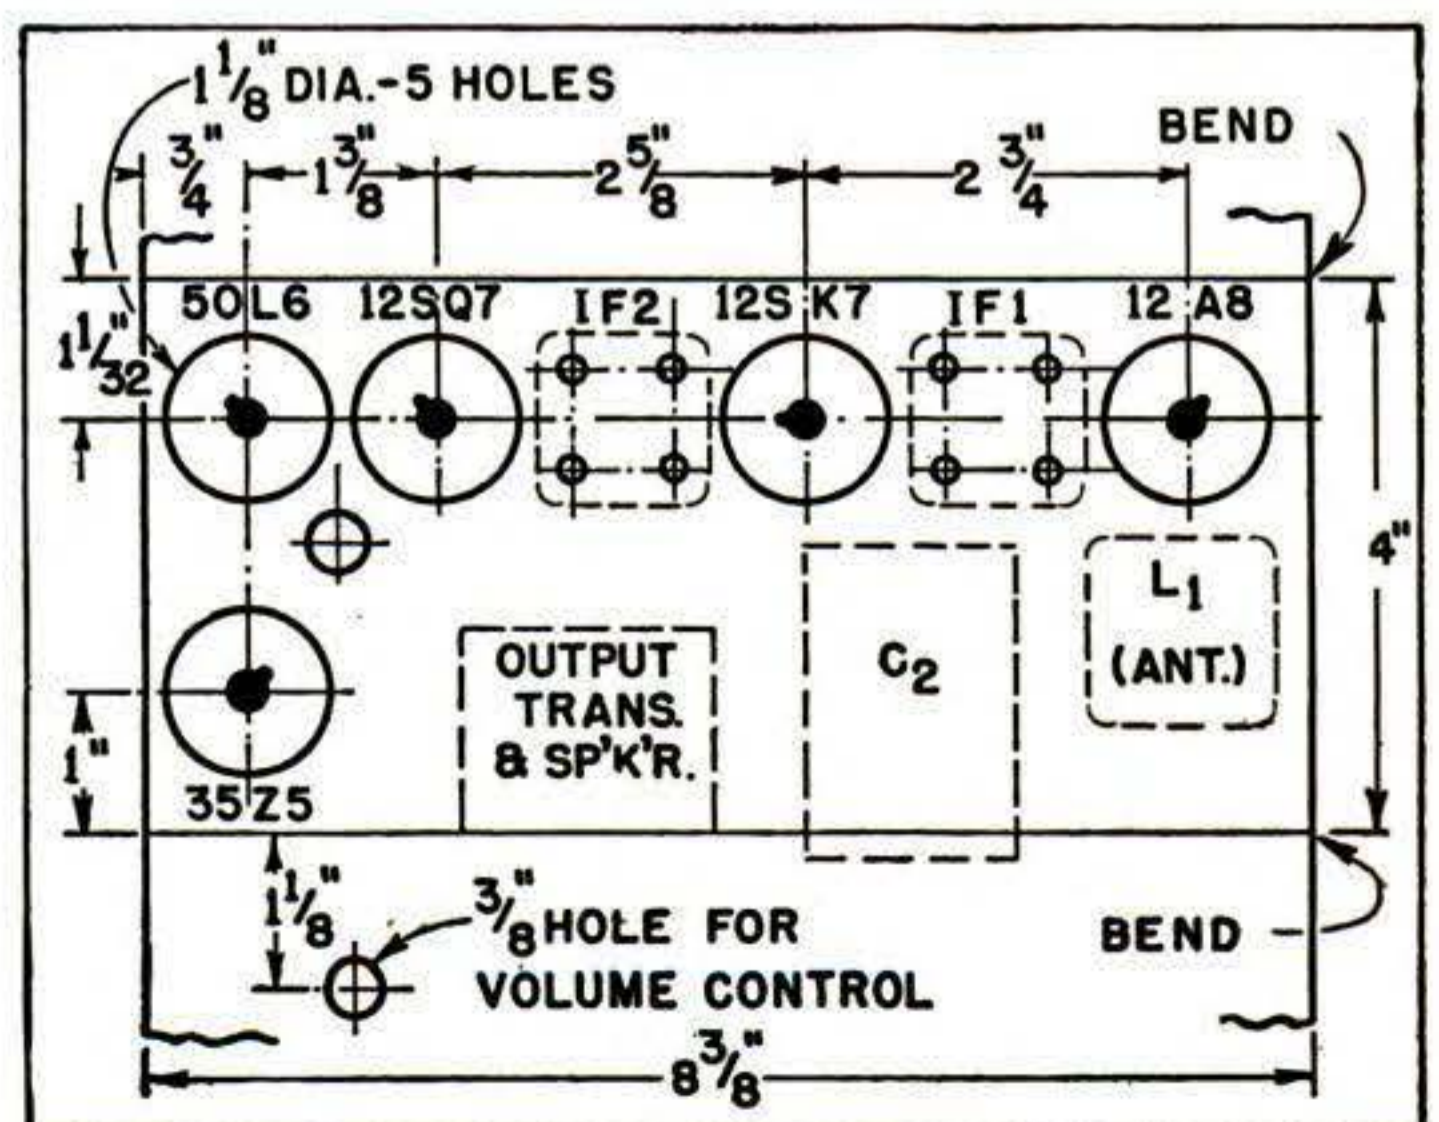 1 1/8" DIA.-5 HOLES
BEND
3/4" 1 3/8" 2 5/8" 2 3/4"
50L6 12SQ7 IF2 12SK7 IF1 12A8
1 1/32"
4"
L1
(ANT.)
C2
OUTPUT
TRANS.
& SP'K'R.
1"
35Z5
1 1/8"
3/8" HOLE FOR
VOLUME CONTROL
BEND
8 3/8"